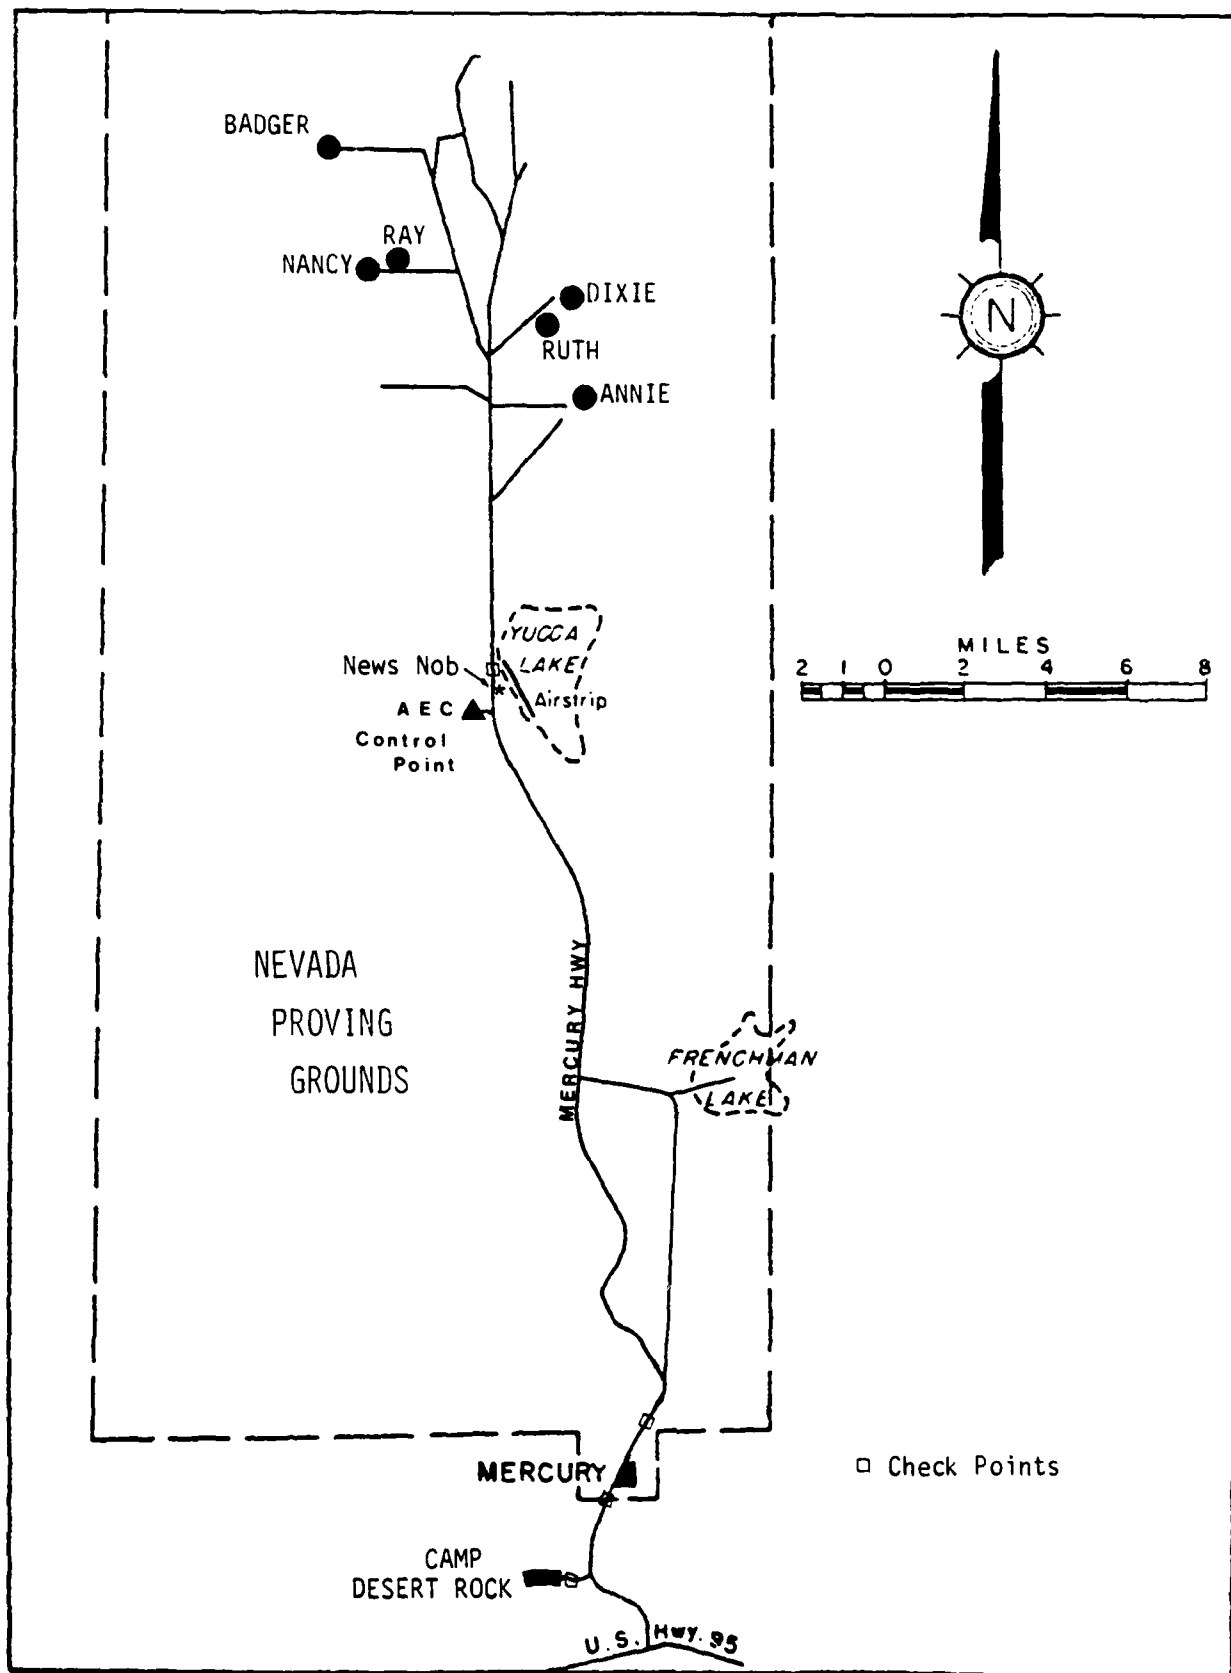 BADGER
RAY
NANCY
DIXIE
RUTH
ANNIE
N
MILES
2 1 0 2 4 6 8
YUCCA
LAKE
News Nob
*
Airstrip
AEC
Control
Point
NEVADA
PROVING
GROUNDS
MERCURY HWY
FRENCHMAN
LAKE
MERCURY
Check Points
CAMP
DESERT ROCK
U.S. Hwy. 95